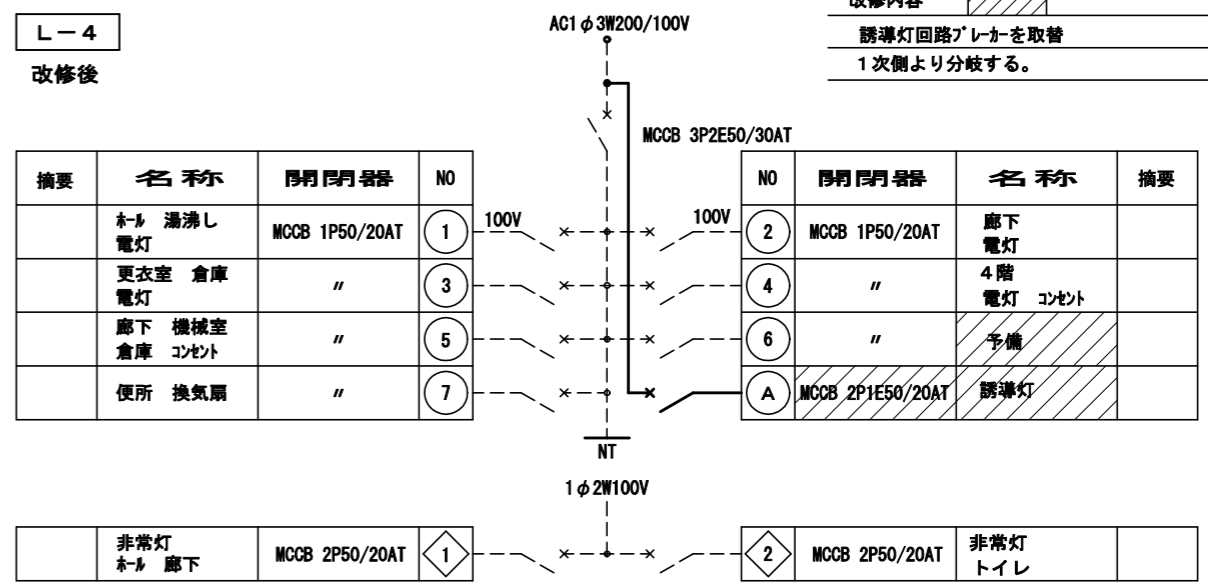 改修内容
L－4
AC1φ3W200/100V
誘導灯回路ﾌﾞﾚｰｶｰを取替
改修後
1次側より分岐する。
MCCB 3P2E50/30AT
摘要 名称 開閉器 NO
NO 開閉器 名称 摘要
ﾎｰﾙ 湯沸し
電灯
MCCB 1P50/20AT
1
100V
100V
2
MCCB 1P50/20AT
廊下
電灯
更衣室 倉庫
電灯
〃
3
4
〃
4階
電灯 ｺﾝｾﾝﾄ
廊下 機械室
倉庫 ｺﾝｾﾝﾄ
〃
5
6
〃
予備
便所 換気扇
〃
7
A
MCCB 2P1E50/20AT
誘導灯
NT
1φ2W100V
非常灯
ﾎｰﾙ 廊下
MCCB 2P50/20AT
1
2
MCCB 2P50/20AT
非常灯
トイレ